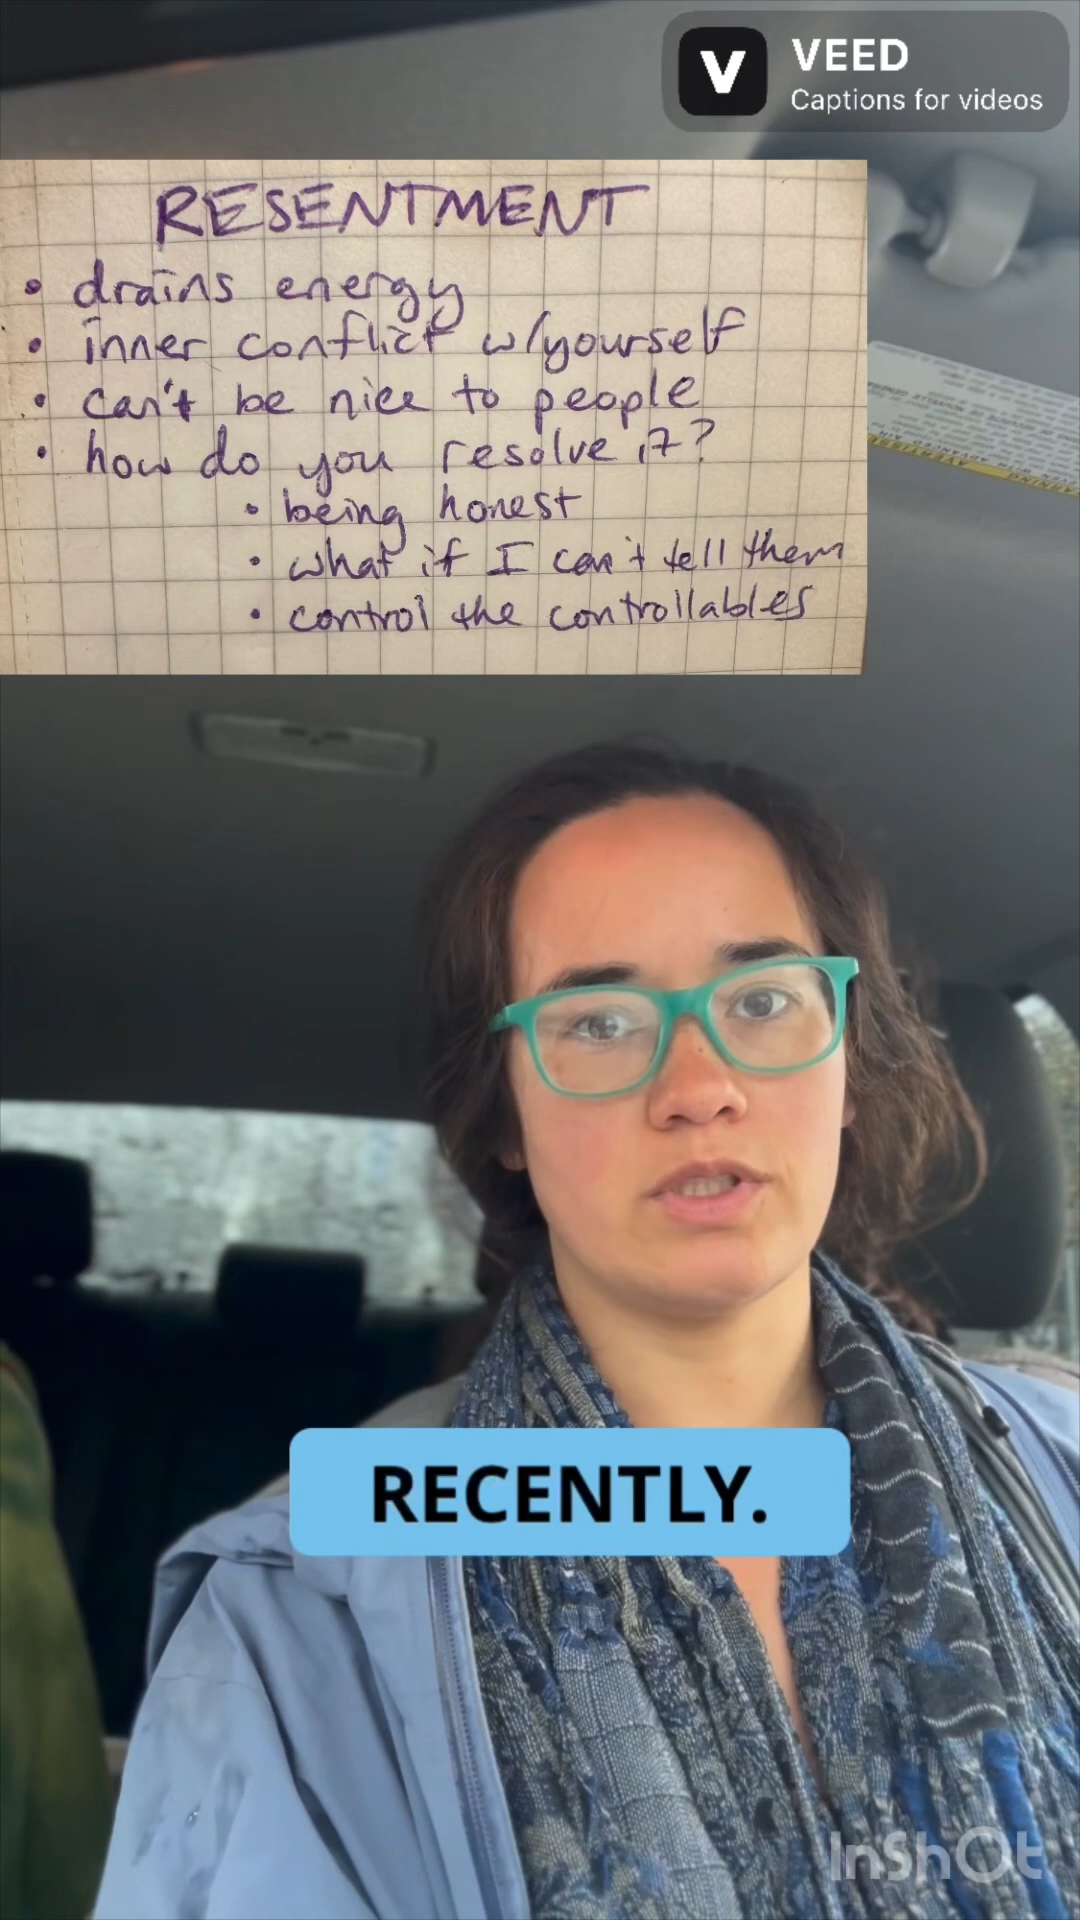 VEED
Captions for videos
RESENTMENT
• drains energy
• inner conflict w/yourself
• can't be nice to people
• how do you resolve it?
• being honest
• what if I can't tell them
• control the controllables
RECENTLY.
InShOt